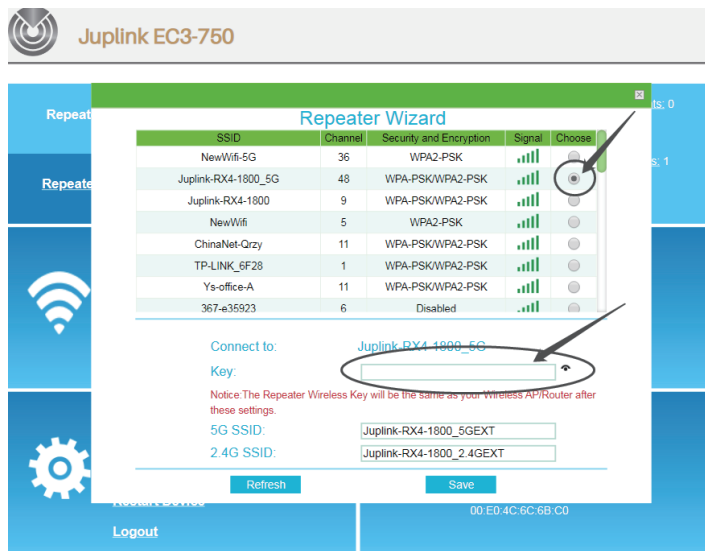 Juplink EC3-750
Repeat
ts: 0
Repeater Wizard
SSID Channel Security and Encryption Signal Choose
NewWifi-5G 36 WPA2-PSK
s: 1
Juplink-RX4-1800_5G 48 WPA-PSK/WPA2-PSK
Repeate
Juplink-RX4-1800 9 WPA-PSK/WPA2-PSK
NewWifi 5 WPA2-PSK
ChinaNet-Qrzy 11 WPA-PSK/WPA2-PSK
TP-LINK_6F28 1 WPA-PSK/WPA2-PSK
Ys-office-A 11 WPA-PSK/WPA2-PSK
367-e35923 6 Disabled
Connect to: Juplink-RX4-1800_5G
Key:
Notice:The Repeater Wireless Key will be the same as your Wireless AP/Router after
these settings.
5G SSID: Juplink-RX4-1800_5GEXT
2.4G SSID: Juplink-RX4-1800_2.4GEXT
Refresh Save
Restart Device
00:E0:4C:6C:6B:C0
Logout